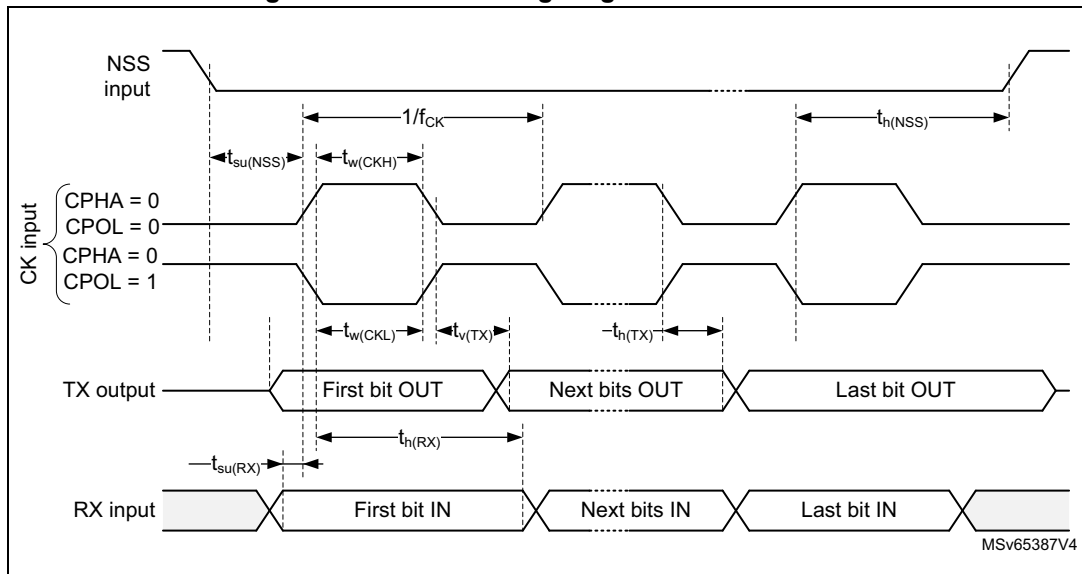 NSS
input
1/fCK
th(NSS)
tsu(NSS)
tw(CKH)
CK input
CPHA = 0
CPOL = 0
CPHA = 0
CPOL = 1
tw(CKL)
tv(TX)
th(TX)
TX output
First bit OUT
Next bits OUT
Last bit OUT
th(RX)
tsu(RX)
RX input
First bit IN
Next bits IN
Last bit IN
MSv65387V4